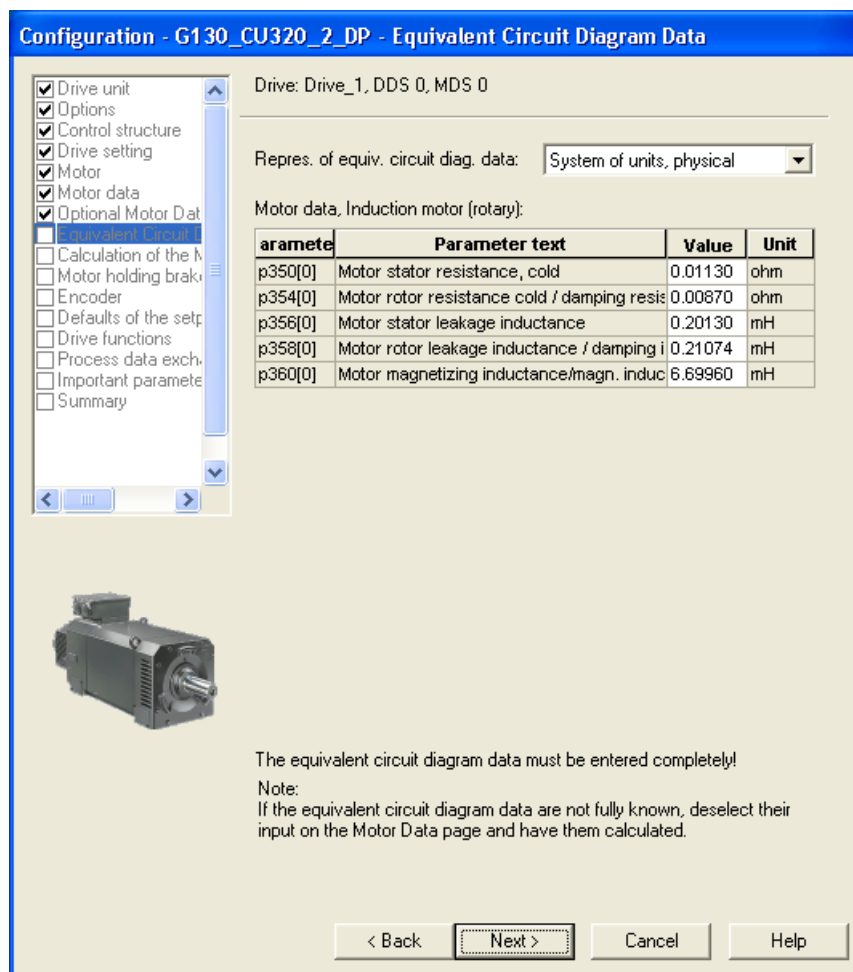 Configuration - G130_CU320_2_DP - Equivalent Circuit Diagram Data
Drive unit
Options
Control structure
Drive setting
Motor
Motor data
Optional Motor Dat
Equivalent Circuit D
Calculation of the M
Motor holding brake
Encoder
Defaults of the setp
Drive functions
Process data excha
Important paramete
Summary
Drive: Drive_1, DDS 0, MDS 0
Repres. of equiv. circuit diag. data: System of units, physical
Motor data, Induction motor (rotary):
aramete Parameter text Value Unit
p350[0] Motor stator resistance, cold 0.01130 ohm
p354[0] Motor rotor resistance cold / damping resis 0.00870 ohm
p356[0] Motor stator leakage inductance 0.20130 mH
p358[0] Motor rotor leakage inductance / damping i 0.21074 mH
p360[0] Motor magnetizing inductance/magn. induc 6.69960 mH
The equivalent circuit diagram data must be entered completely!
Note:
If the equivalent circuit diagram data are not fully known, deselect their
input on the Motor Data page and have them calculated.
< Back Next > Cancel Help